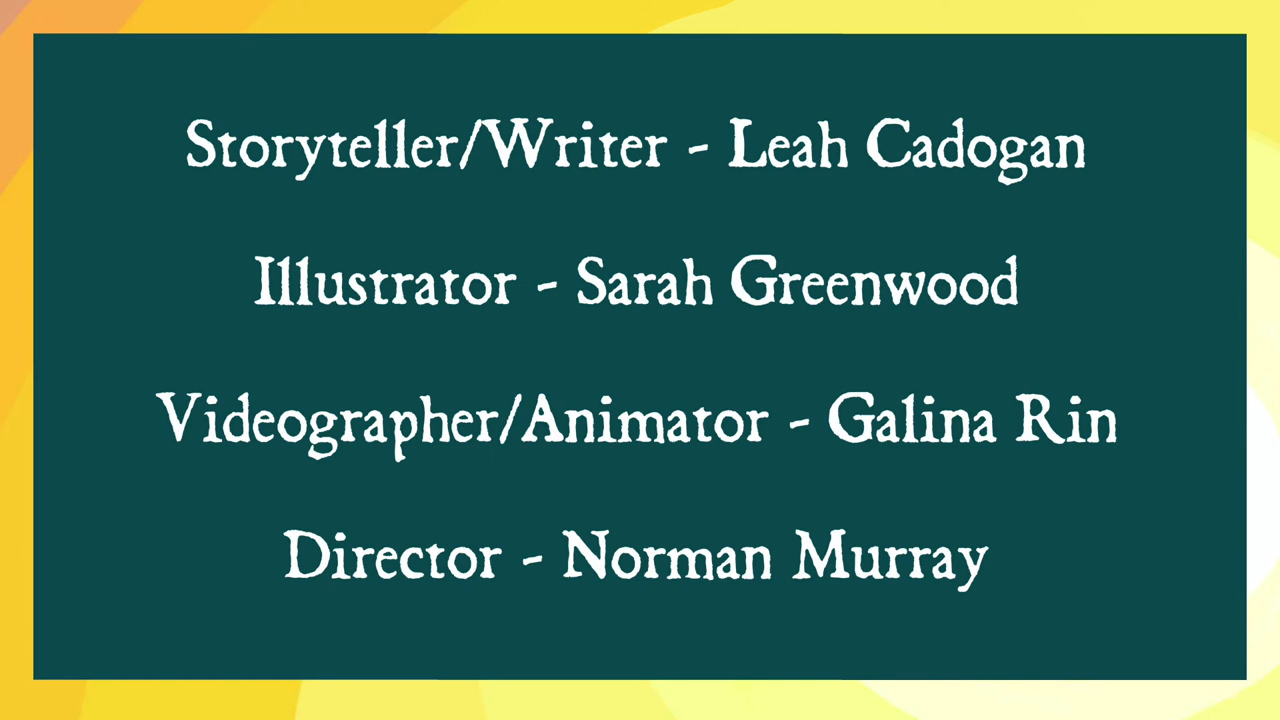 Storyteller/Writer - Leah Cadogan
Illustrator - Sarah Greenwood
Videographer/Animator - Galina Rin
Director - Norman Murray